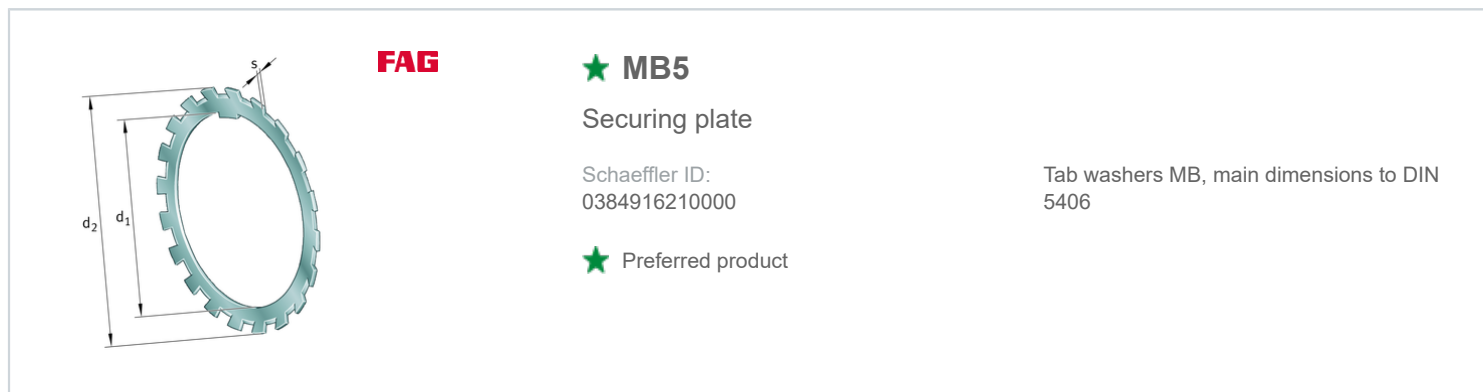 s
d₂
d₁
FAG
MB5
Securing plate
Schaeffler ID:
0384916210000
Preferred product
Tab washers MB, main dimensions to DIN
5406